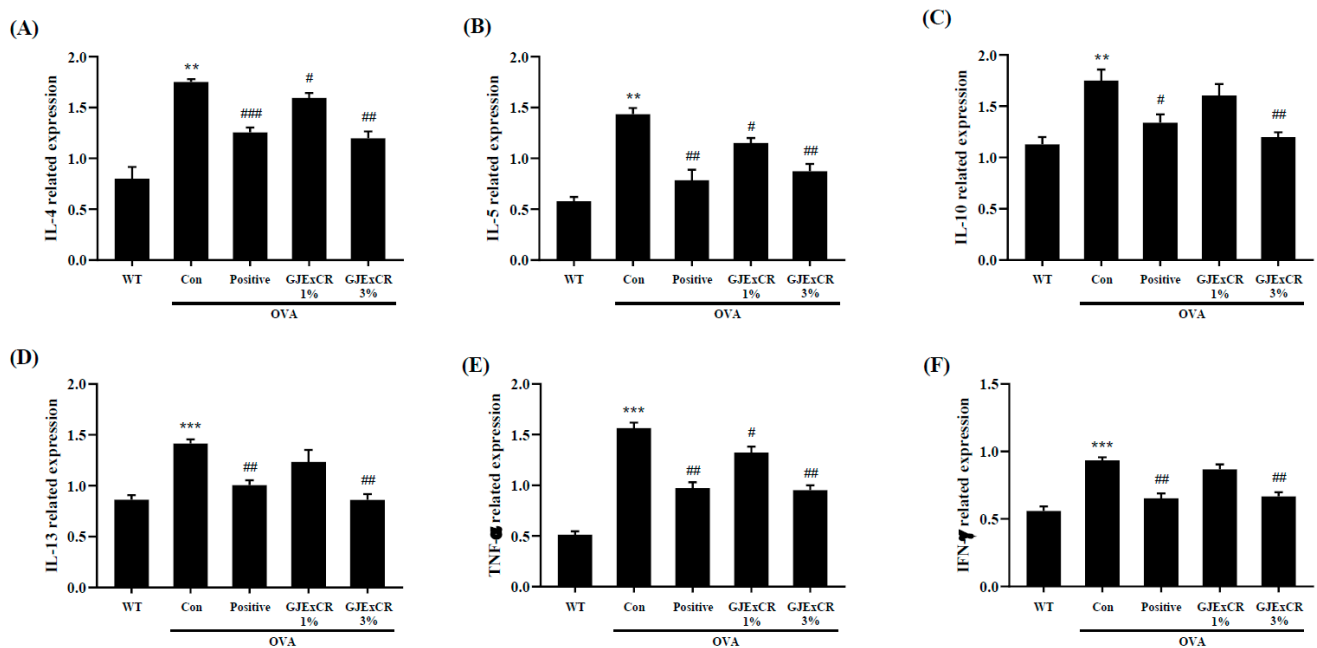 (A)
IL-4 related expression
2.0
1.5
1.0
0.5
0.0
**
###
#
##
WT
Con
Positive
GJExCR
1%
GJExCR
3%
OVA
(B)
IL-5 related expression
2.0
1.5
1.0
0.5
0.0
**
##
#
##
WT
Con
Positive
GJExCR
1%
GJExCR
3%
OVA
(C)
IL-10 related expression
2.0
1.5
1.0
0.5
0.0
**
#
##
WT
Con
Positive
GJExCR
1%
GJExCR
3%
OVA
(D)
IL-13 related expression
2.0
1.5
1.0
0.5
0.0
***
##
##
WT
Con
Positive
GJExCR
1%
GJExCR
3%
OVA
(E)
TNF-α related expression
2.0
1.5
1.0
0.5
0.0
***
##
#
##
WT
Con
Positive
GJExCR
1%
GJExCR
3%
OVA
(F)
IFN-γ related expression
1.5
1.0
0.5
0.0
***
##
##
WT
Con
Positive
GJExCR
1%
GJExCR
3%
OVA